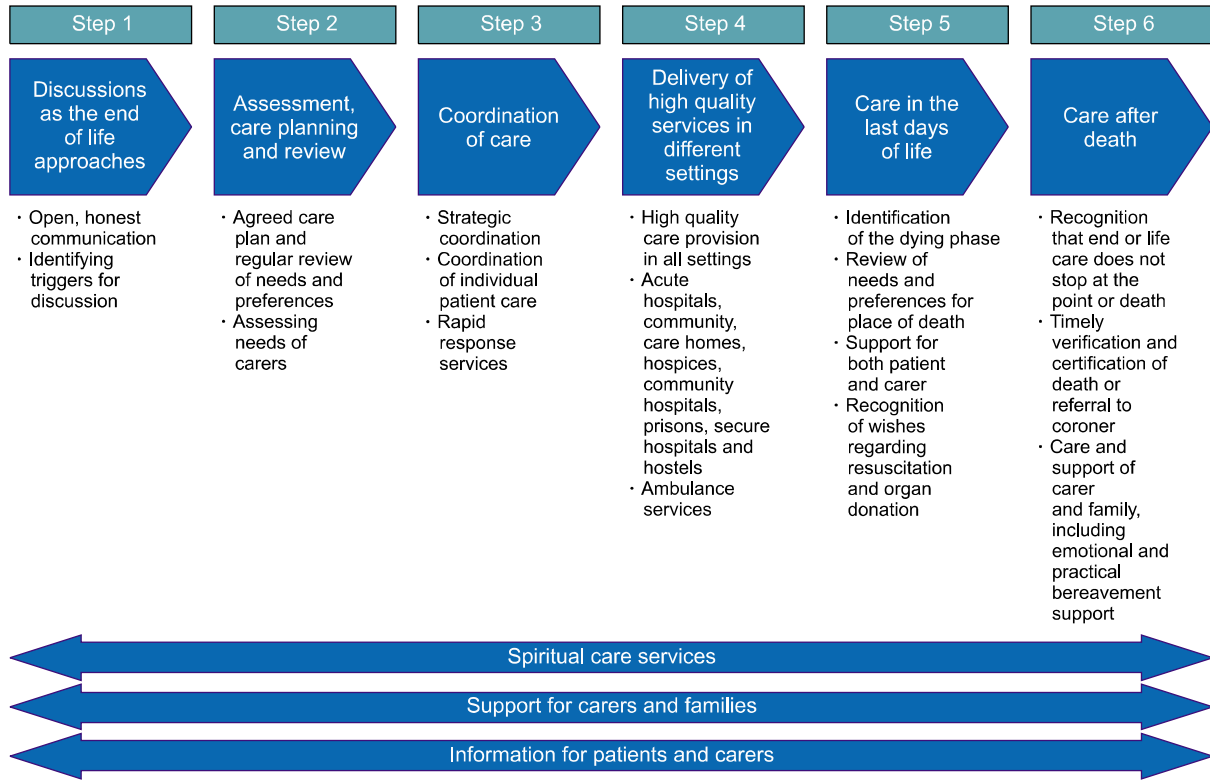 Step 1
Discussions
as the end
of life
approaches
· Open, honest
communication
· Identifying
triggers for
discussion
Step 2
Assessment,
care planning
and review
· Agreed care
plan and
regular review
of needs and
preferences
· Assessing
needs of
carers
Step 3
Coordination
of care
· Strategic
coordination
· Coordination
of individual
patient care
· Rapid
response
services
Step 4
Delivery of
high quality
services in
different
settings
· High quality
care provision
in all settings
· Acute
hospitals,
community,
care homes,
hospices,
community
hospitals,
prisons, secure
hospitals and
hostels
· Ambulance
services
Step 5
Care in the
last days
of life
· Identification
of the dying phase
· Review of
needs and
preferences for
place of death
· Support for
both patient
and carer
· Recognition
of wishes
regarding
resuscitation
and organ
donation
Step 6
Care after
death
· Recognition
that end or life
care does not
stop at the
point or death
· Timely
verification and
certification of
death or
referral to
coroner
· Care and
support of
carer
and family,
including
emotional and
practical
bereavement
support
Spiritual care services
Support for carers and families
Information for patients and carers